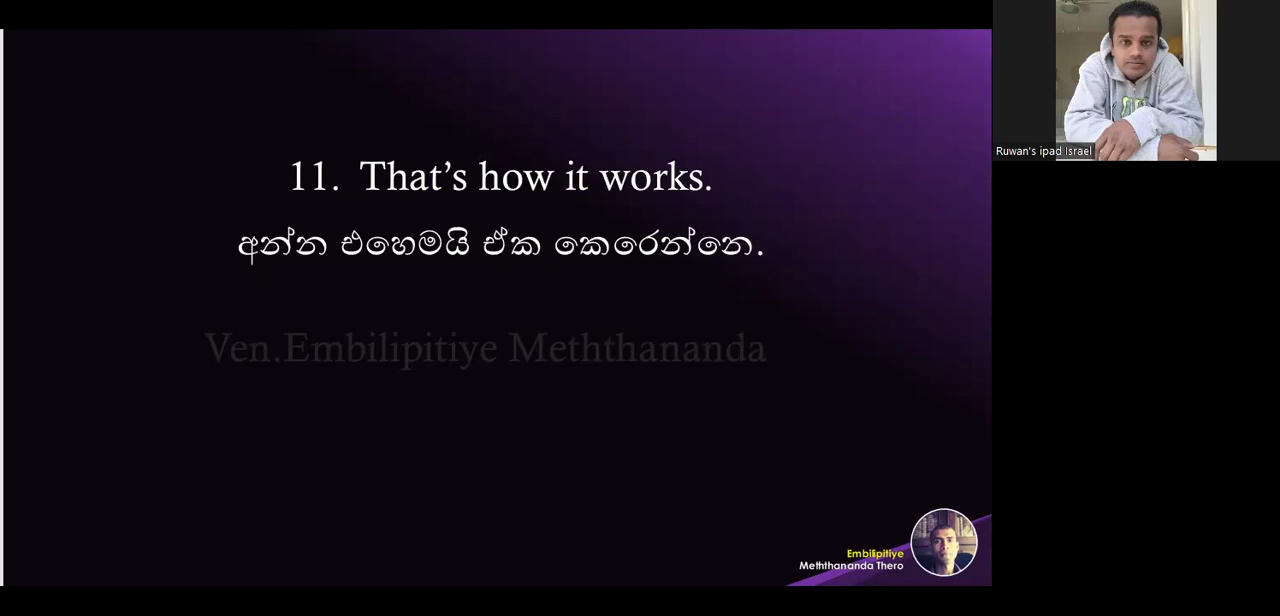 11. That's how it works.
අන්න එහෙමයි ඒක කෙරෙන්නෙ.
Ven.Embilipitiye Meththananda
Embilipitiye
Meththananda Thero
Ruwan's ipad Israel